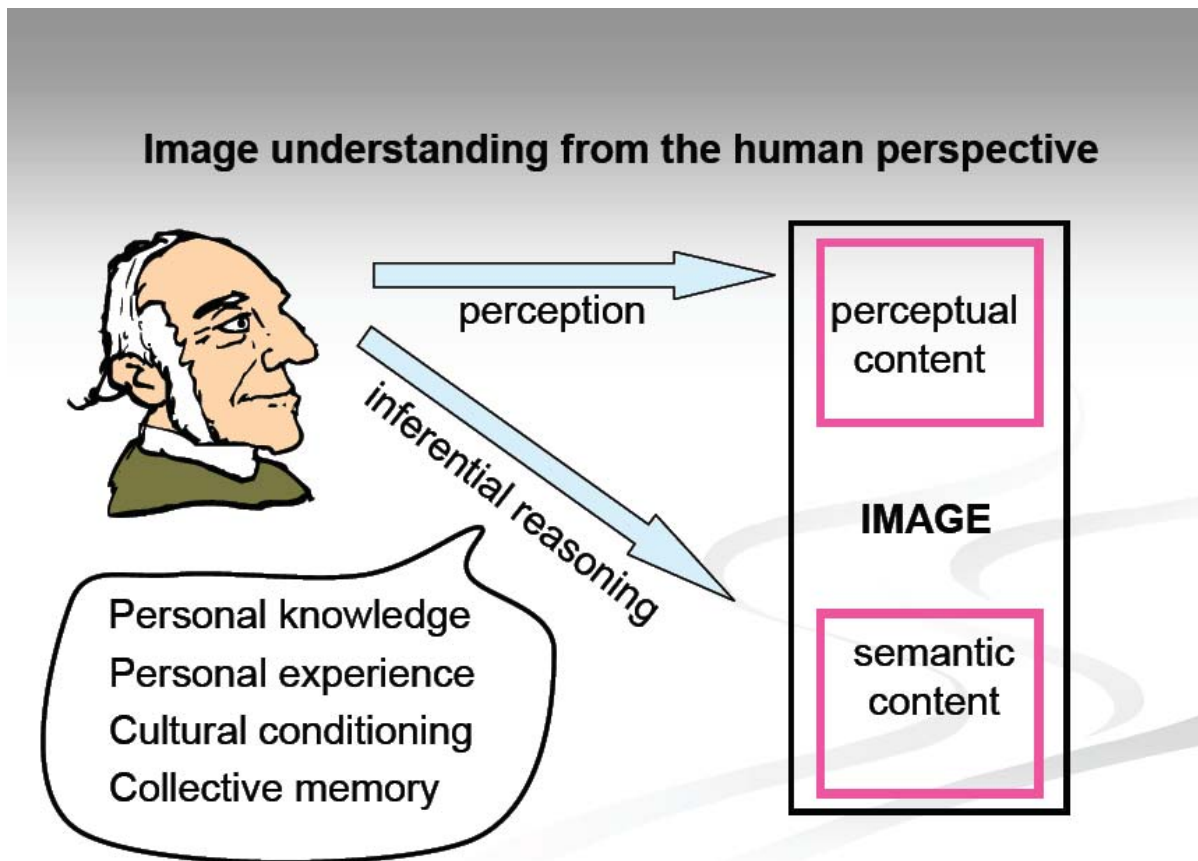 Image understanding from the human perspective
perception
inferential reasoning
perceptual
content
IMAGE
semantic
content
Personal knowledge
Personal experience
Cultural conditioning
Collective memory